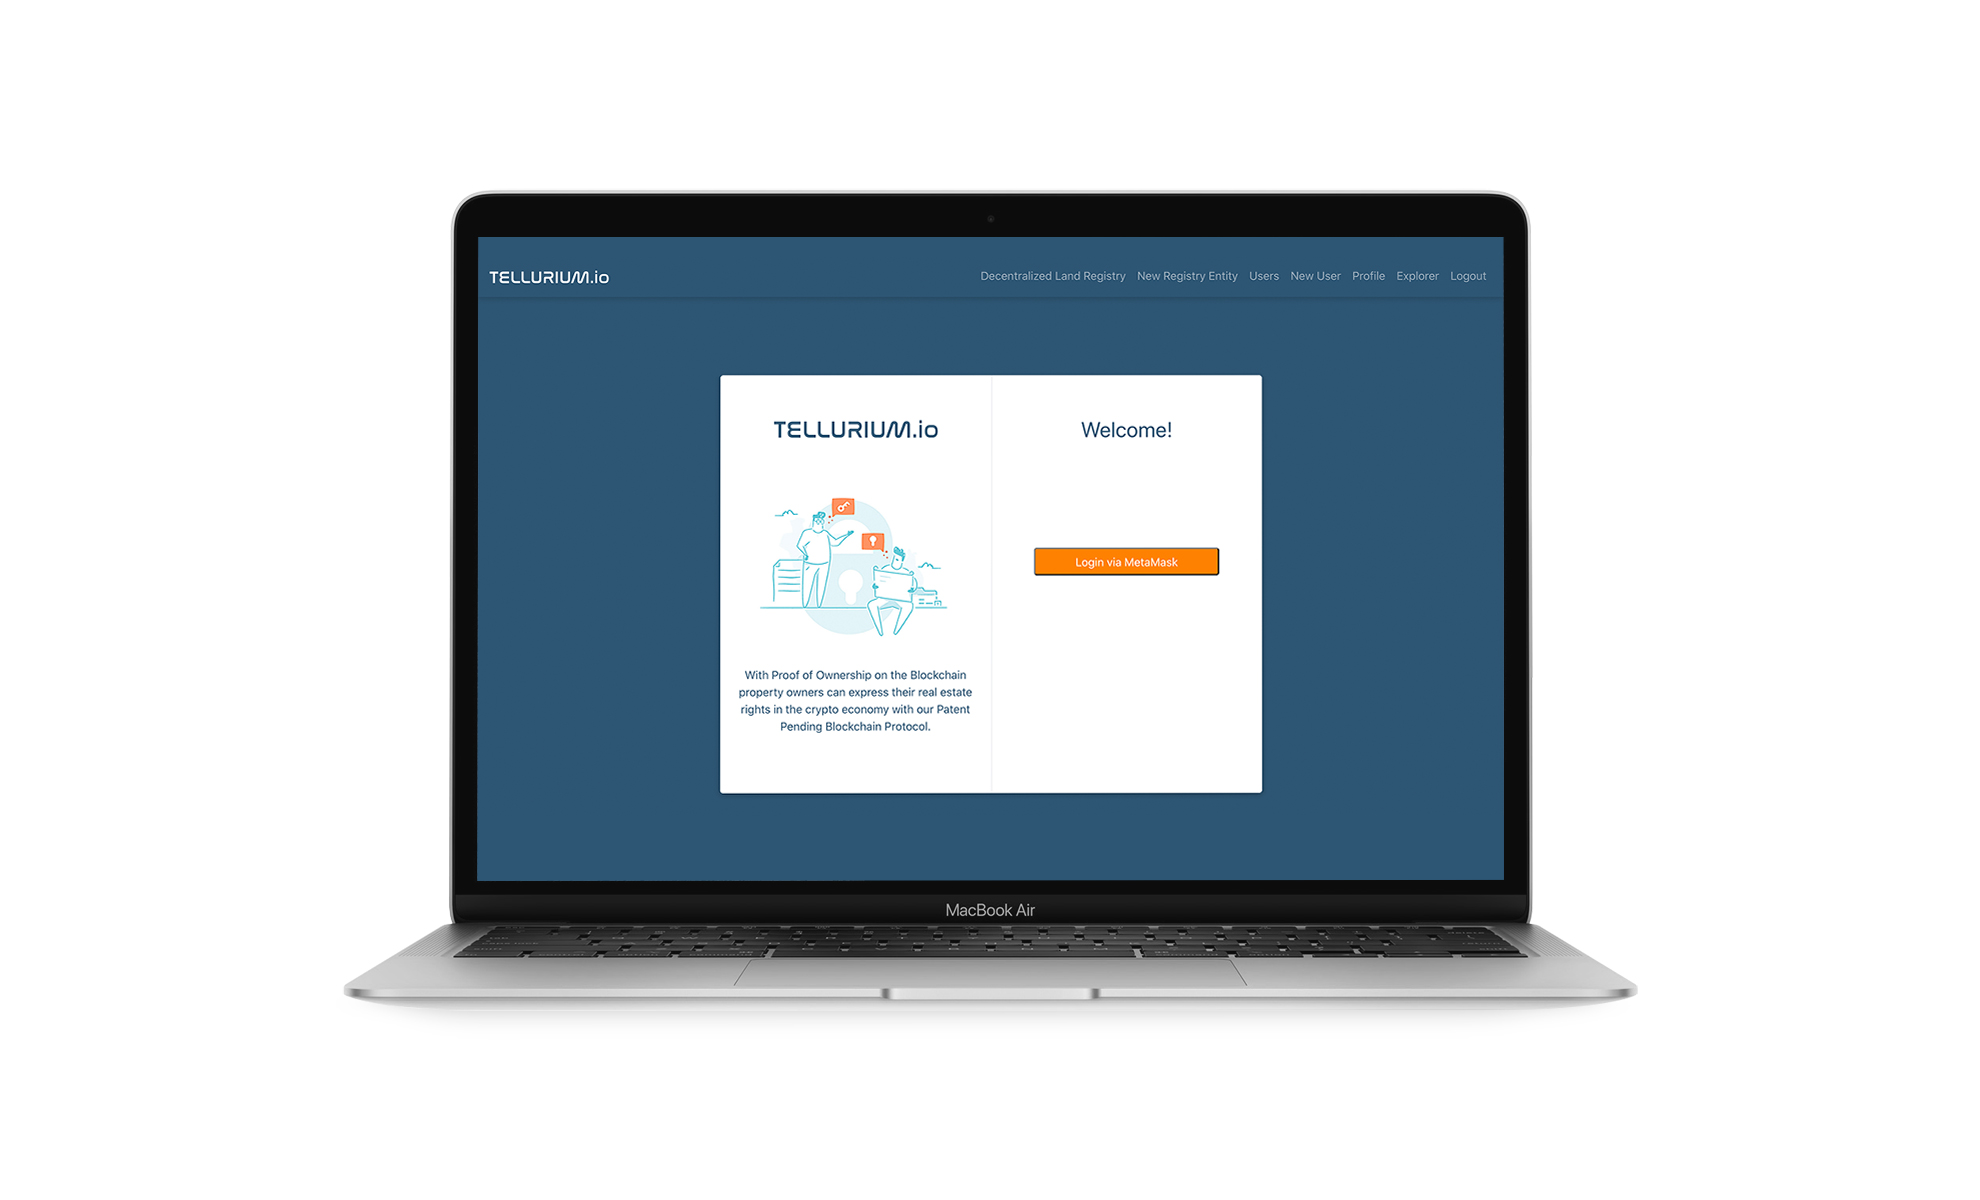 TELLURIUM.io
Decentralized Land Registry New Registry Entity Users New User Profile Explorer Logout
TELLURIUM.io
With Proof of Ownership on the Blockchain
property owners can express their real estate
rights in the crypto economy with our Patent
Pending Blockchain Protocol.
Welcome!
Login via MetaMask
MacBook Air